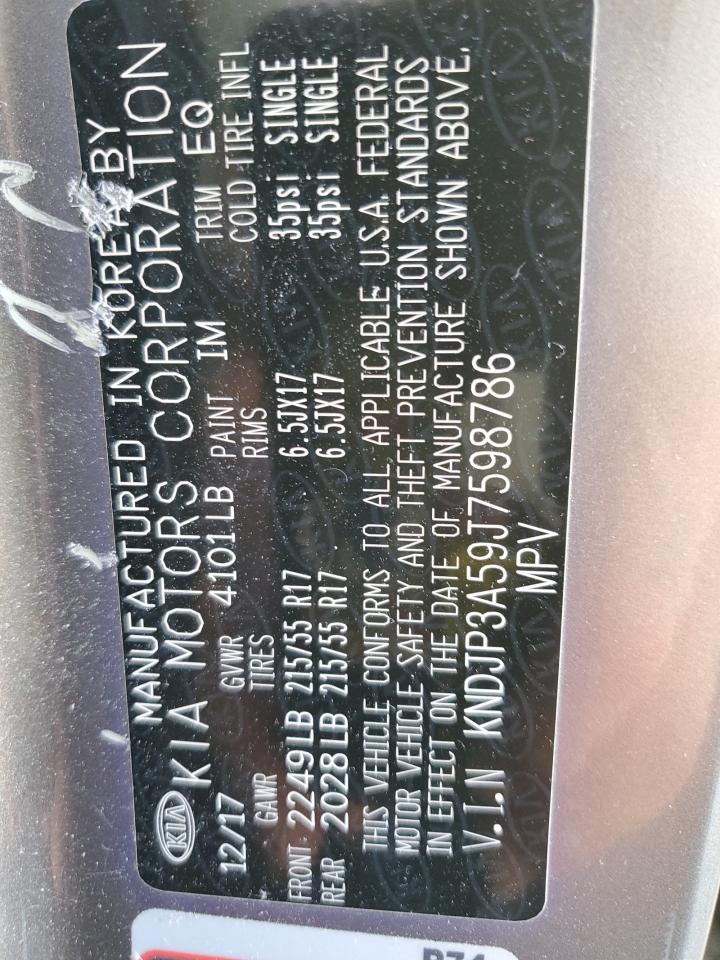 MANUFACTURED IN KOREA BY
KIA KIA MOTORS CORPORATION
12/17 GVWR 4101LB PAINT IM TRIM EQ
GAWR TIRES RIMS COLD TIRE INFL
FRONT 2249LB 215/55 R17 6.5JX17 35psi SINGLE
REAR 2028LB 215/55 R17 6.5JX17 35psi SINGLE
THIS VEHICLE CONFORMS TO ALL APPLICABLE U.S.A. FEDERAL
MOTOR VEHICLE SAFETY AND THEFT PREVENTION STANDARDS
IN EFFECT ON THE DATE OF MANUFACTURE SHOWN ABOVE.
V.I.N KNDJP3A59J7598786
MPV